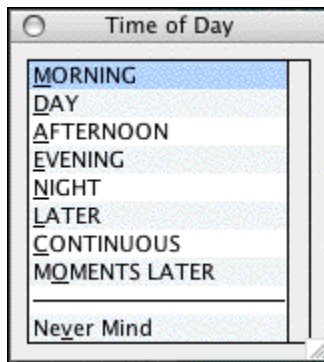 Time of Day
MORNING
DAY
AFTERNOON
EVENING
NIGHT
LATER
CONTINUOUS
MOMENTS LATER
Never Mind